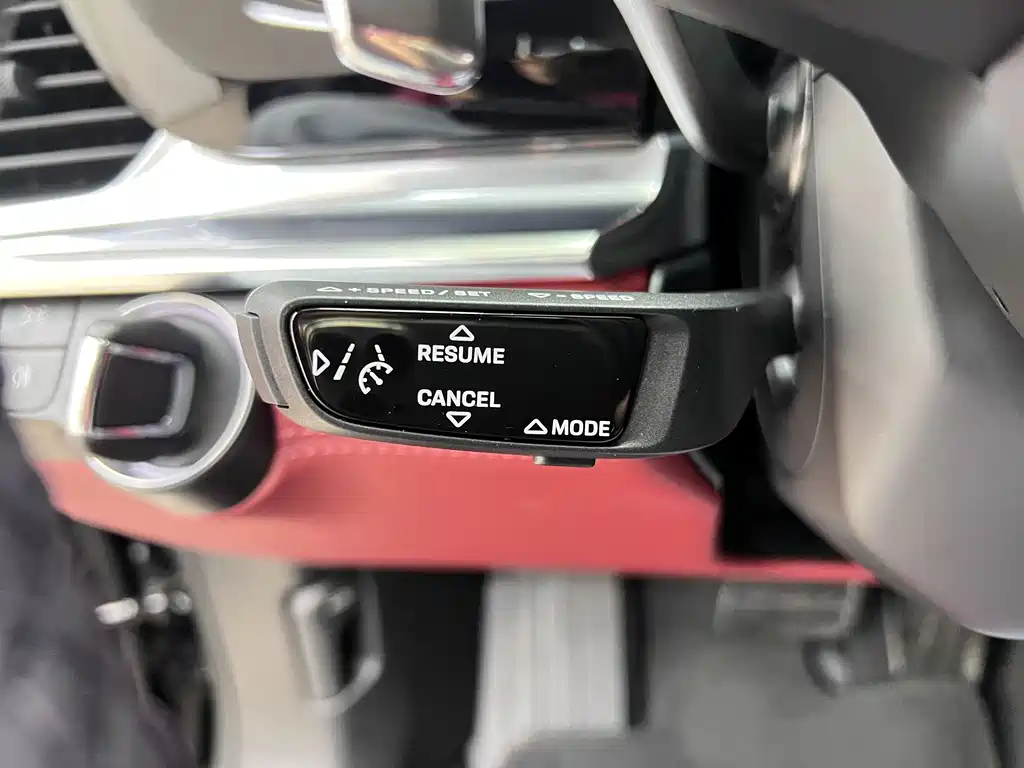 + SPEED / SET
- SPEED
RESUME
CANCEL
MODE